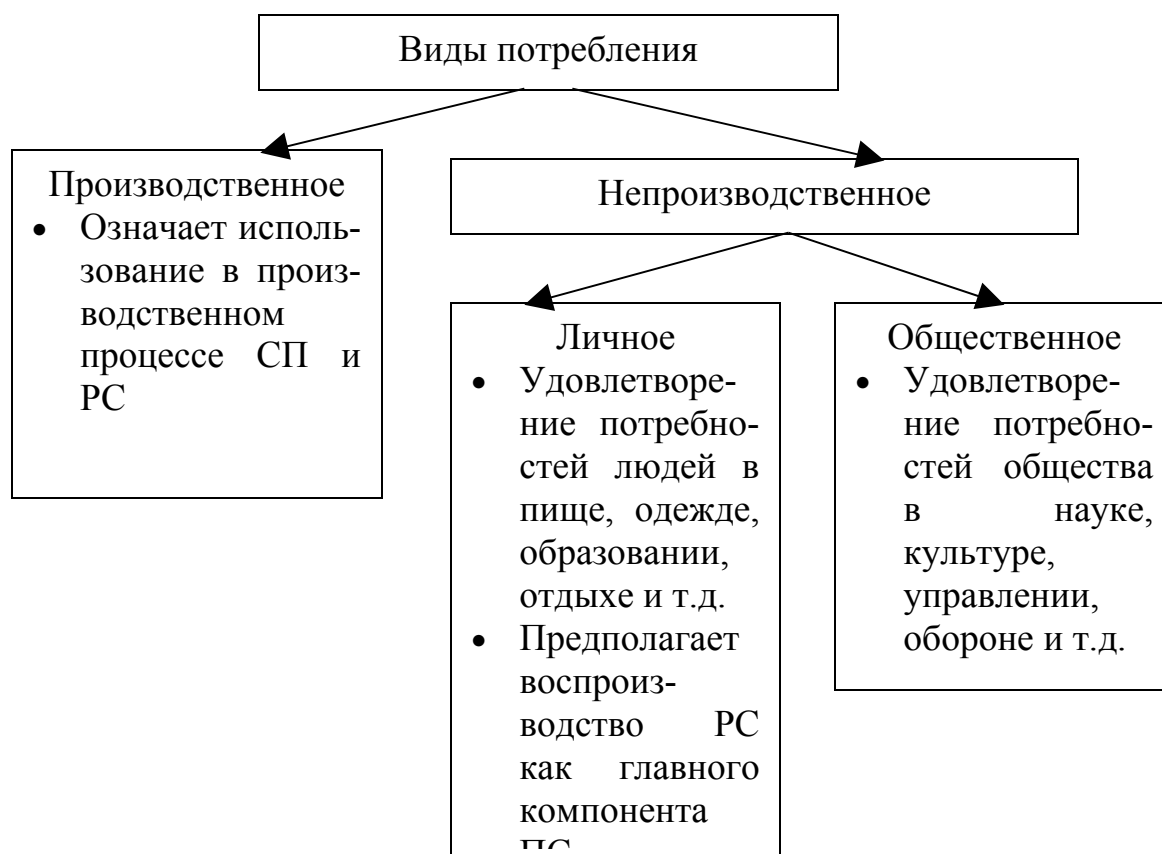 Виды потребления
Производственное
• Означает исполь-
зование в произ-
водственном
процессе СП и
РС
Непроизводственное
Личное
• Удовлетворе-
ние потребно-
стей людей в
пище, одежде,
образовании,
отдыхе и т.д.
• Предполагает
воспроиз-
водство РС
как главного
компонента
Общественное
• Удовлетворе-
ние потребно-
стей общества
в науке,
культуре,
управлении,
обороне и т.д.